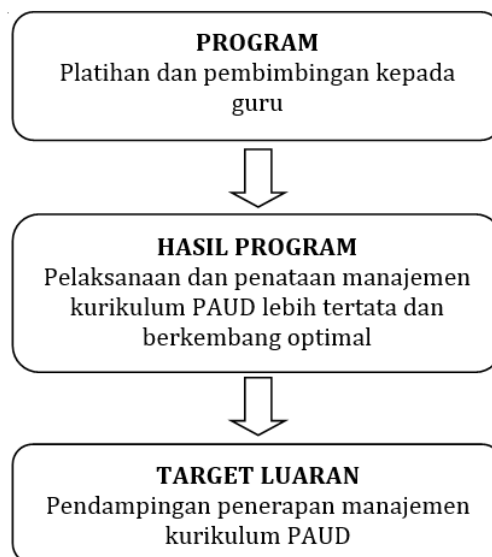 PROGRAM
Platihan dan pembimbingan kepada
guru
HASIL PROGRAM
Pelaksanaan dan penataan manajemen
kurikulum PAUD lebih tertata dan
berkembang optimal
TARGET LUARAN
Pendampingan penerapan manajemen
kurikulum PAUD